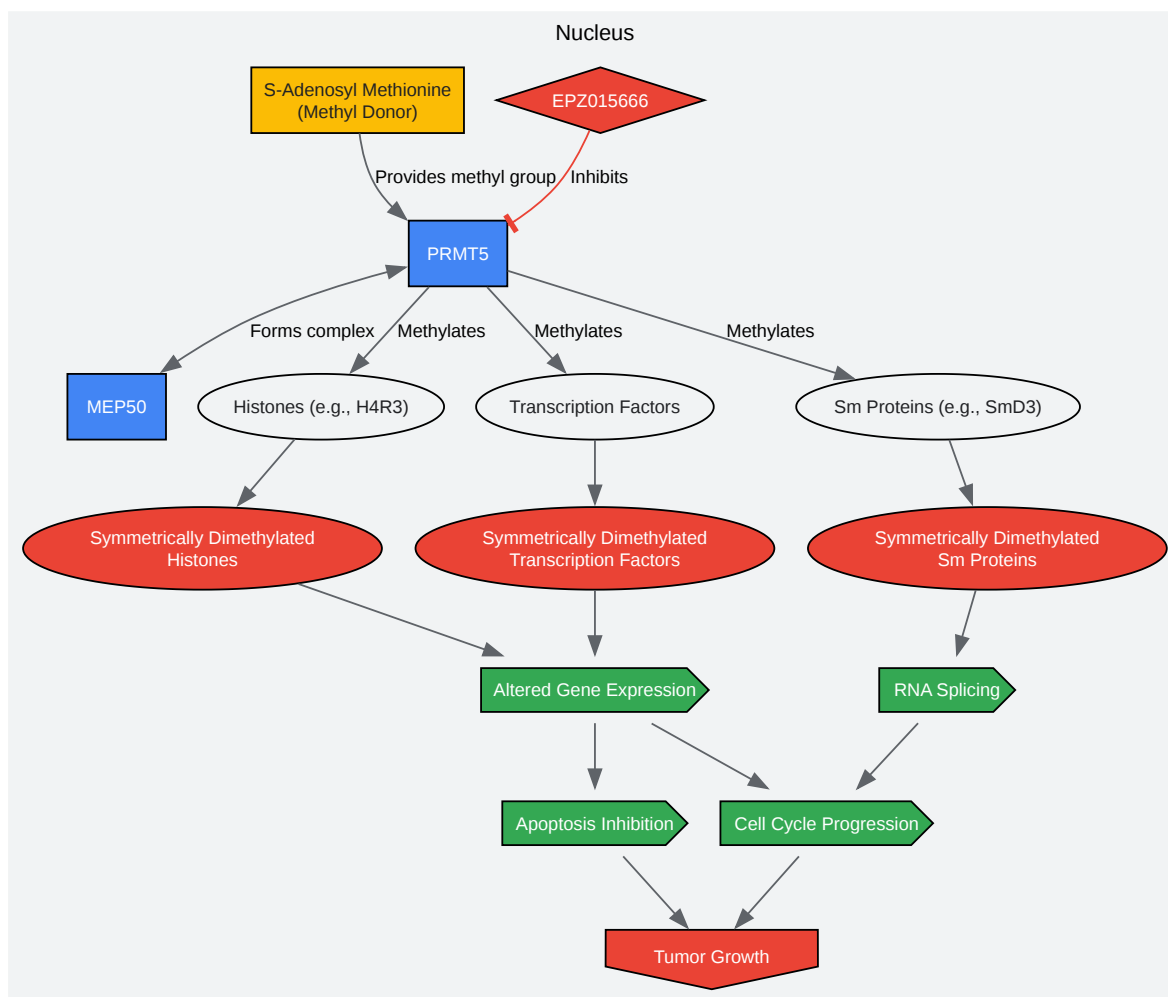 Nucleus
S-Adenosyl Methionine
(Methyl Donor)
EPZ015666
Provides methyl group
Inhibits
PRMT5
Forms complex
Methylates
Methylates
Methylates
MEP50
Histones (e.g., H4R3)
Transcription Factors
Sm Proteins (e.g., SmD3)
Symmetrically Dimethylated
Histones
Symmetrically Dimethylated
Transcription Factors
Symmetrically Dimethylated
Sm Proteins
Altered Gene Expression
RNA Splicing
Apoptosis Inhibition
Cell Cycle Progression
Tumor Growth